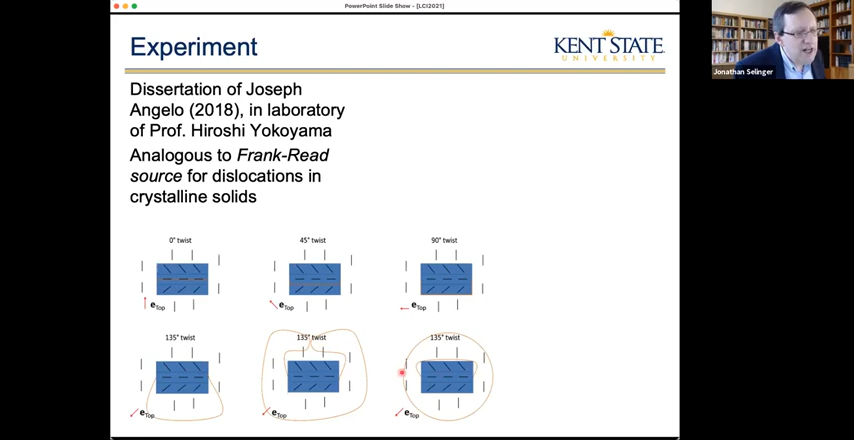 PowerPoint Slide Show - [LCI2021]
Experiment
KENT STATE
UNIVERSITY
Jonathan Selinger
Dissertation of Joseph
Angelo (2018), in laboratory
of Prof. Hiroshi Yokoyama
Analogous to Frank-Read
source for dislocations in
crystalline solids
0° twist
45° twist
90° twist
eTop
eTop
eTop
135° twist
135° twist
135° twist
eTop
eTop
eTop